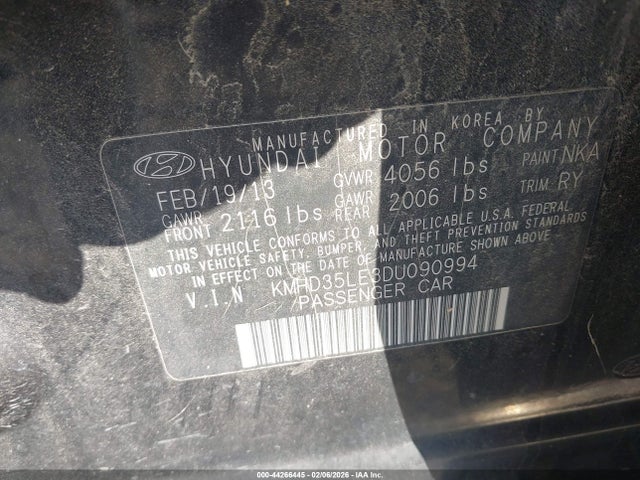 MANUFACTURED IN KOREA BY
HYUNDAI MOTOR COMPANY
FEB/19/13 GVWR 4056 lbs PAINT NKA
GAWR FRONT 2116 lbs GAWR REAR 2006 lbs TRIM RY
THIS VEHICLE CONFORMS TO ALL APPLICABLE U.S.A. FEDERAL
MOTOR VEHICLE SAFETY, BUMPER, AND THEFT PREVENTION STANDARDS
IN EFFECT ON THE DATE OF MANUFACTURE SHOWN ABOVE
V.I.N KMHD35LE3DU090994
PASSENGER CAR
000-44266445 - 02/06/2026 - IAA Inc.